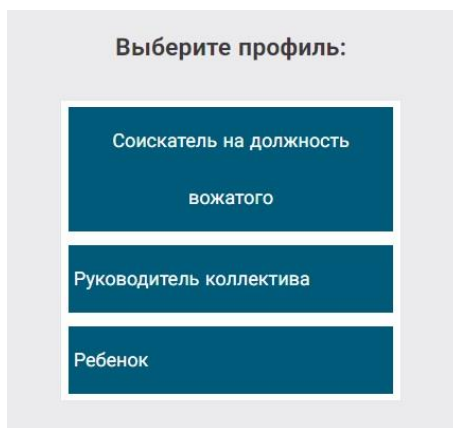 Выберите профиль:
Соискатель на должность
вожатого
Руководитель коллектива
Ребенок